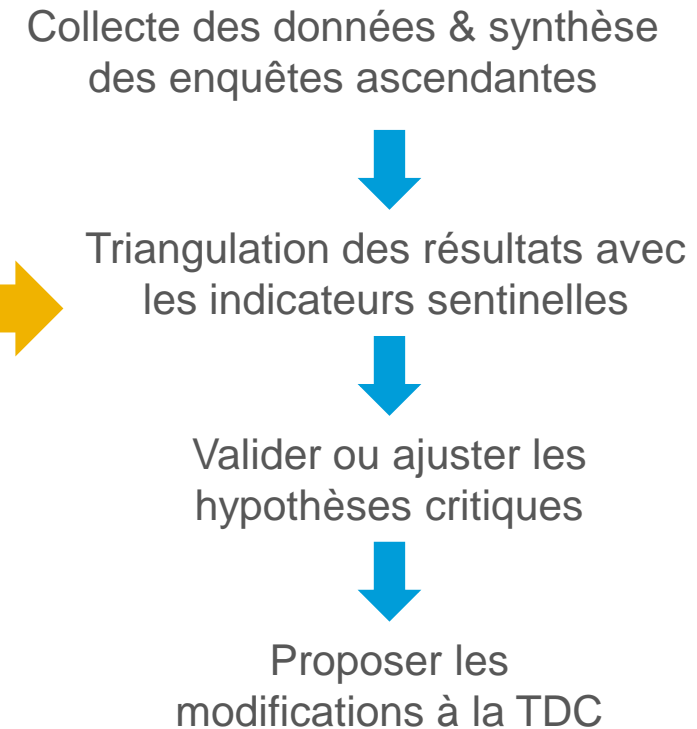 Collecte des données & synthèse
des enquêtes ascendantes
Triangulation des résultats avec
les indicateurs sentinelles
Valider ou ajuster les
hypothèses critiques
Proposer les
modifications à la TDC